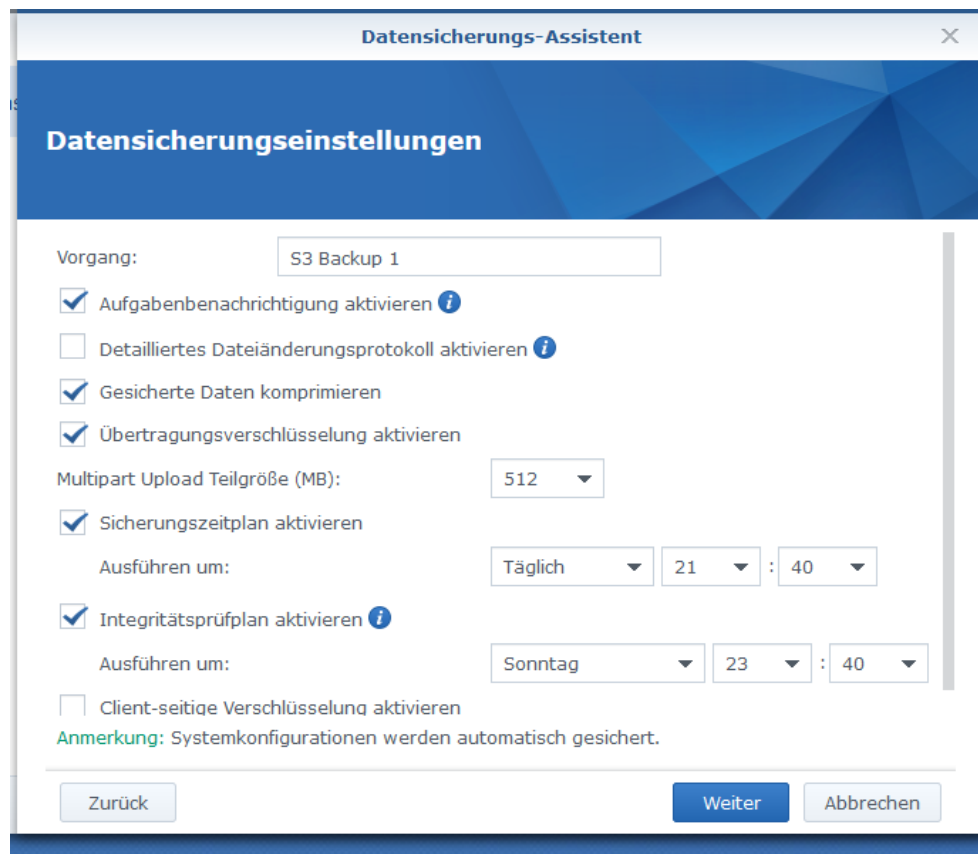 Datensicherungs-Assistent
Datensicherungseinstellungen
Vorgang: S3 Backup 1
Aufgabenbenachrichtigung aktivieren
Detailliertes Dateiänderungsprotokoll aktivieren
Gesicherte Daten komprimieren
Übertragungsverschlüsselung aktivieren
Multipart Upload Teilgröße (MB): 512
Sicherungszeitplan aktivieren
Ausführen um: Täglich 21 : 40
Integritätsprüfplan aktivieren
Ausführen um: Sonntag 23 : 40
Client-seitige Verschlüsselung aktivieren
Anmerkung: Systemkonfigurationen werden automatisch gesichert.
Zurück Weiter Abbrechen